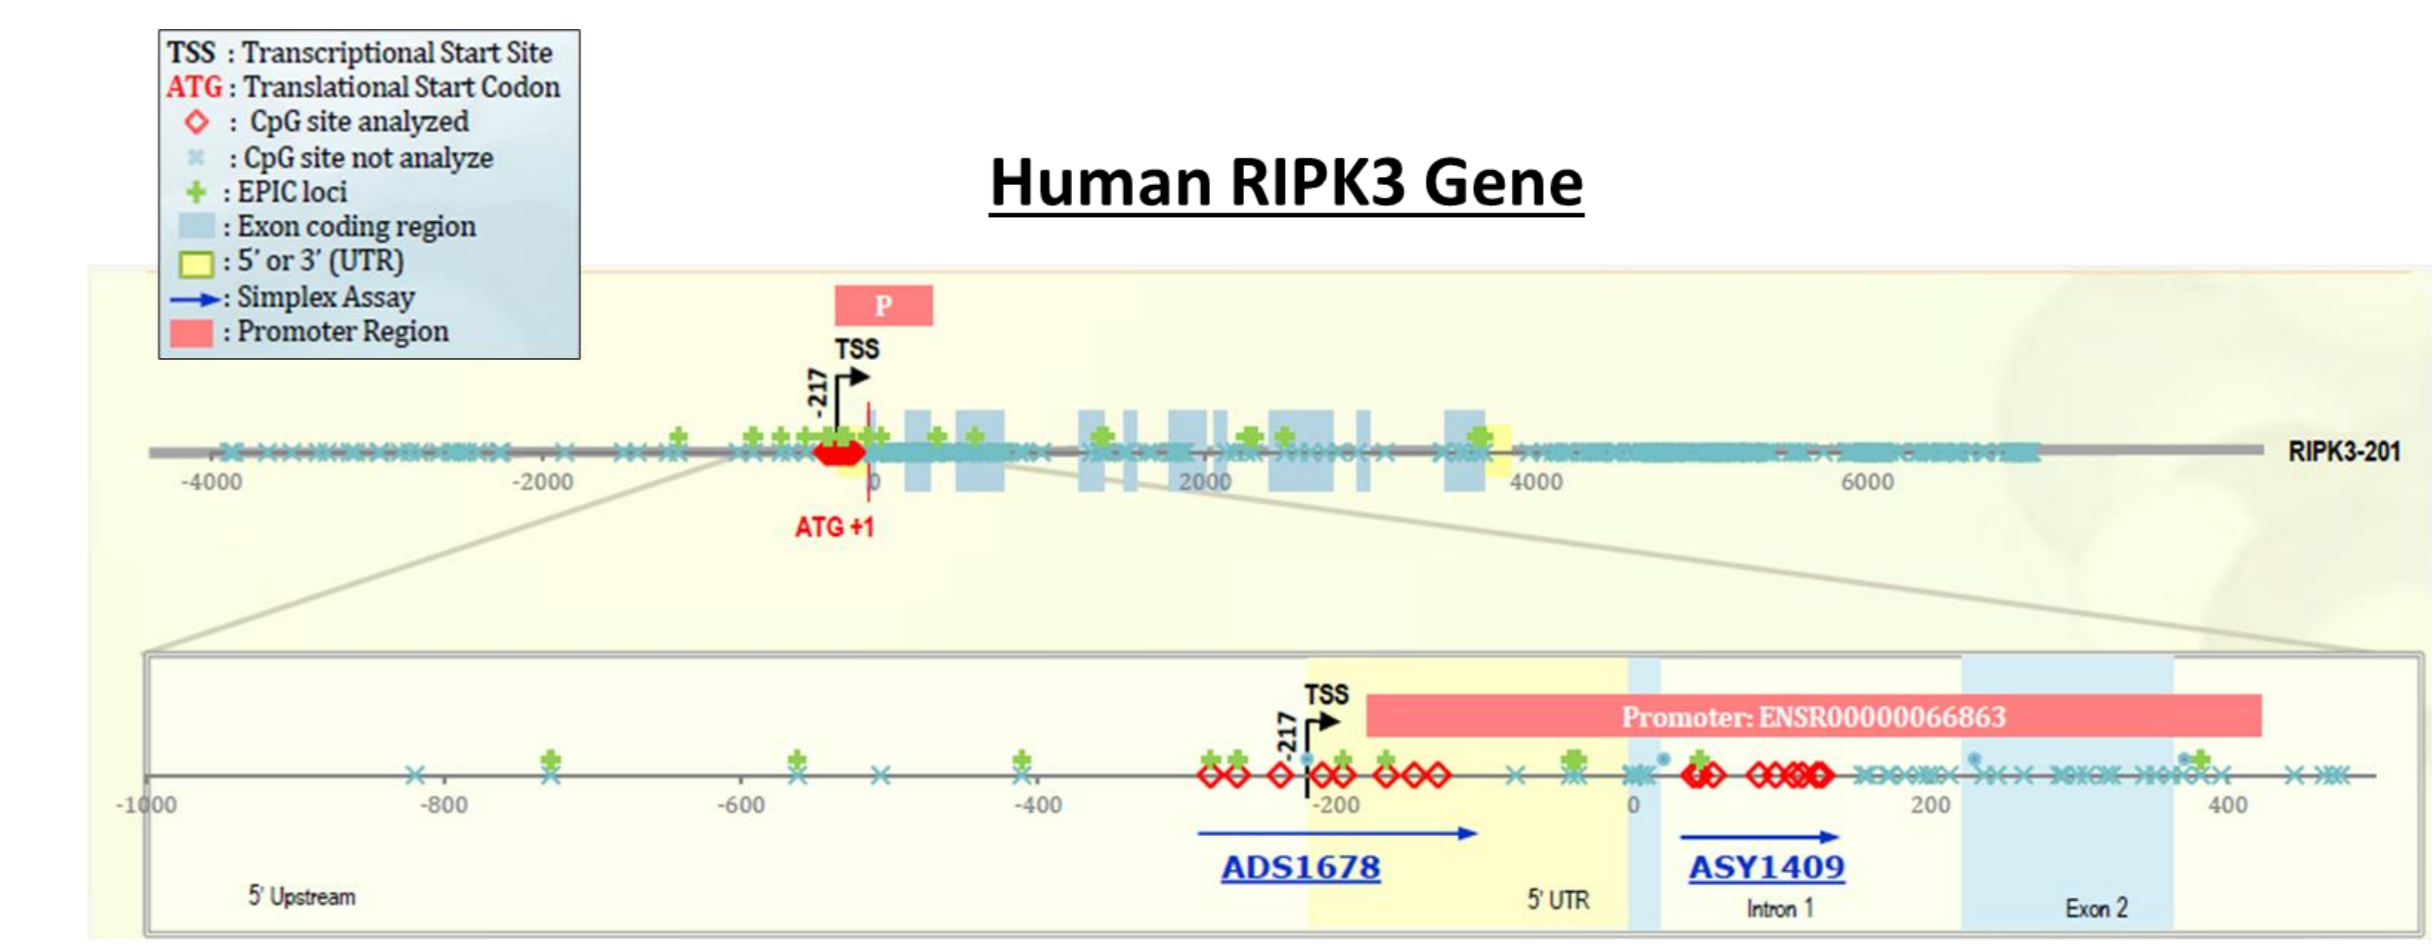 TSS : Transcriptional Start Site
ATG : Translational Start Codon
: CpG site analyzed
: CpG site not analyze
: EPIC loci
: Exon coding region
: 5' or 3' (UTR)
: Simplex Assay
: Promoter Region
Human RIPK3 Gene
P
TSS
-217
RIPK3-201
-4000 -2000 0 2000 4000 6000
ATG +1
TSS
-217
Promoter: ENSR00000066863
-1000 -800 -600 -400 -200 0 200 400
ADS1678 ASY1409
5' Upstream 5' UTR Intron 1 Exon 2